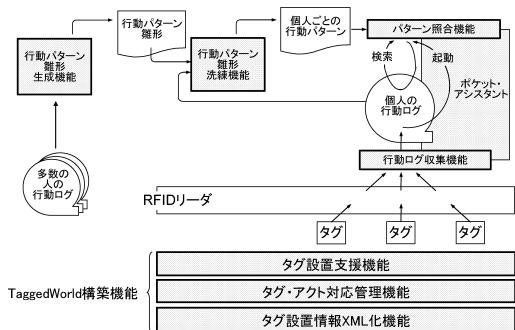 行動パターン
雛形
生成機能
行動パターン
雛形
行動パターン
雛形
洗練機能
個人ごとの
行動パターン
パターン照合機能
検索
起動
個人の
行動ログ
ポケット・
アシスタント
行動ログ収集機能
多数の
人の
行動ログ
RFIDリーダ
タグ
タグ
タグ
TaggedWorld構築機能
タグ設置支援機能
タグ・アクト対応管理機能
タグ設置情報XML化機能